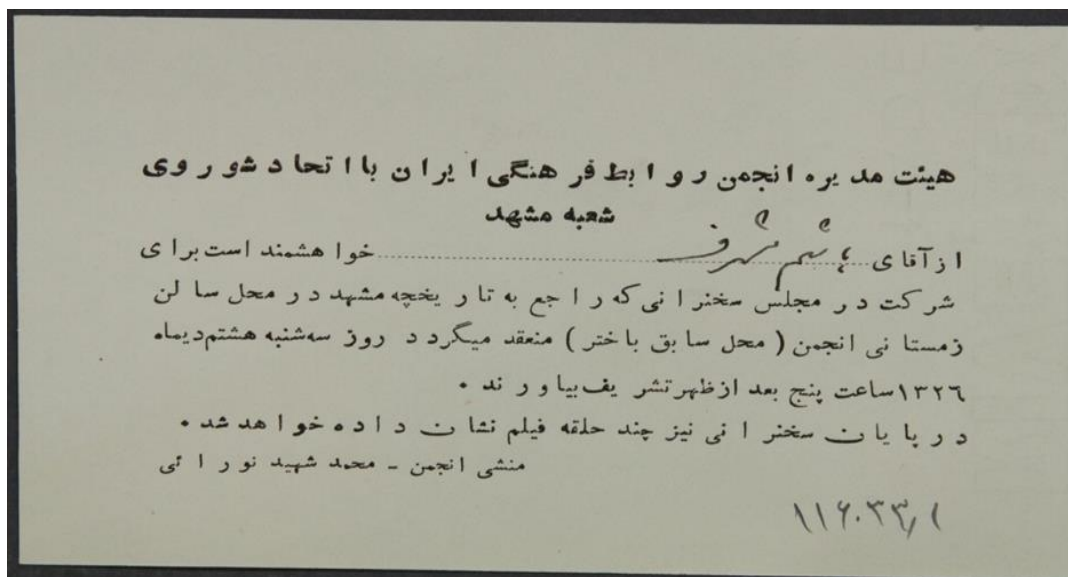 هیئت مدیره انجمن روابط فرهنگی ایران با اتحاد شوروی
شعبه مشهد
از آقای ........ خواهشمند است برای
شرکت در مجلس سخنرانی که راجع به تاریخچه مشهد در محل سالن
زمستانی انجمن ( محل سابق باختر ) منعقد میگردد روز سه‌شنبه هشتم دیماه
۱۳۲۶ ساعت پنج بعد از ظهر تشریف بیاورند .
در پایان سخنرانی نیز چند حلقه فیلم نشان داده خواهد شد .
منشی انجمن - محمد شهید نورائی
۱۱۶۰۳۳/۱